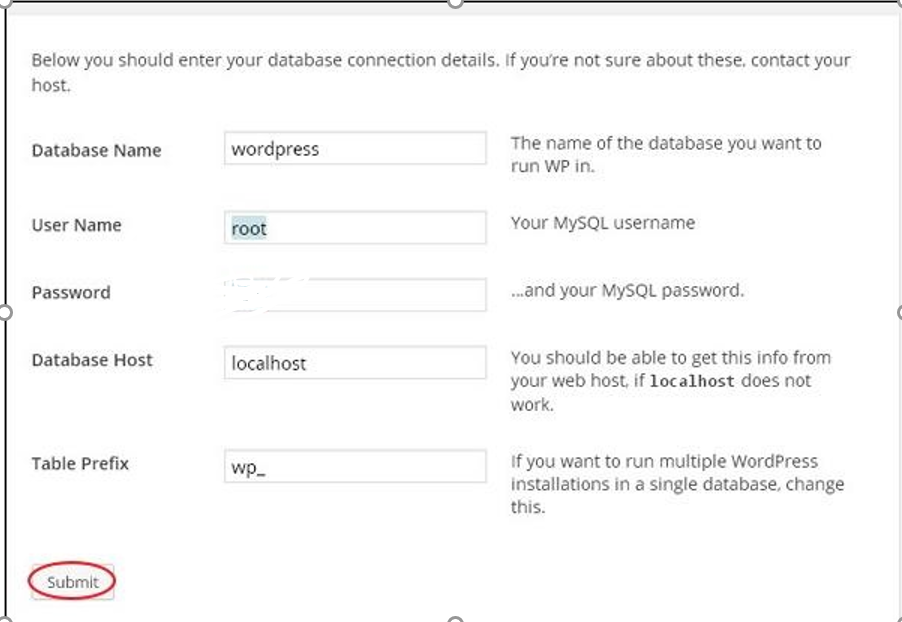 Below you should enter your database connection details. If you're not sure about these, contact your
host.
Database Name
wordpress
The name of the database you want to
run WP in.
User Name
root
Your MySQL username
Password
...and your MySQL password.
Database Host
localhost
You should be able to get this info from
your web host, if localhost does not
work.
Table Prefix
wp_
If you want to run multiple WordPress
installations in a single database, change
this.
Submit